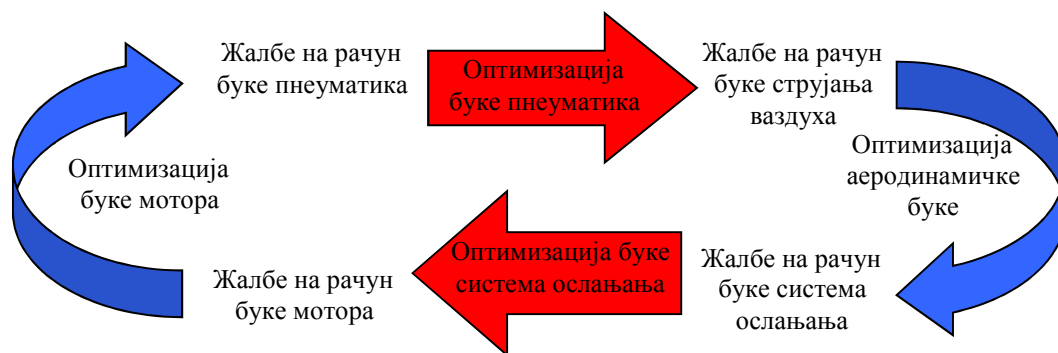 Жалбе на рачун
буке пнеуматика
Оптимизација
буке пнеуматика
Жалбе на рачун
буке струјања
ваздуха
Оптимизација
аеродинамичке
буке
Жалбе на рачун
буке система
ослањања
Оптимизација буке
система ослањања
Жалбе на рачун
буке мотора
Оптимизација
буке мотора